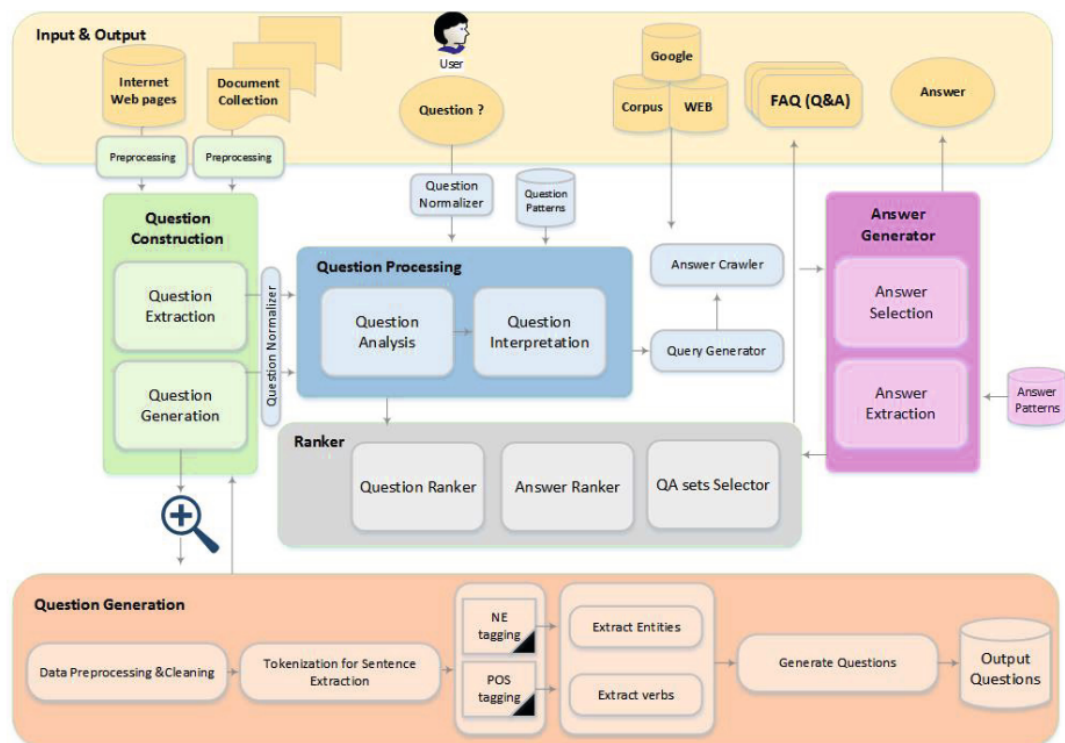 Input & Output
User
Internet
Web pages
Document
Collection
Question ?
Google
Corpus
WEB
FAQ (Q&A)
Answer
Preprocessing
Preprocessing
Question
Normalizer
Question
Patterns
Question
Construction
Question
Extraction
Question
Generation
Question Normalizer
Question Processing
Question
Analysis
Question
Interpretation
Answer Crawler
Query Generator
Answer
Generator
Answer
Selection
Answer
Extraction
Answer
Patterns
Ranker
Question Ranker
Answer Ranker
QA sets Selector
Question Generation
Data Preprocessing &Cleaning
Tokenization for Sentence
Extraction
NE
tagging
POS
tagging
Extract Entities
Extract verbs
Generate Questions
Output
Questions